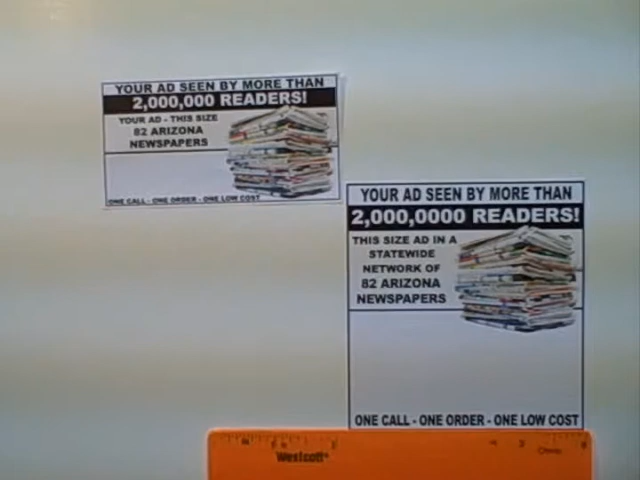 YOUR AD SEEN BY MORE THAN
2,000,000 READERS!
YOUR AD - THIS SIZE
82 ARIZONA
NEWSPAPERS
ONE CALL - ONE ORDER - ONE LOW COST
YOUR AD SEEN BY MORE THAN
2,000,0000 READERS!
THIS SIZE AD IN A
STATEWIDE
NETWORK OF
82 ARIZONA
NEWSPAPERS
ONE CALL - ONE ORDER - ONE LOW COST
Westcott